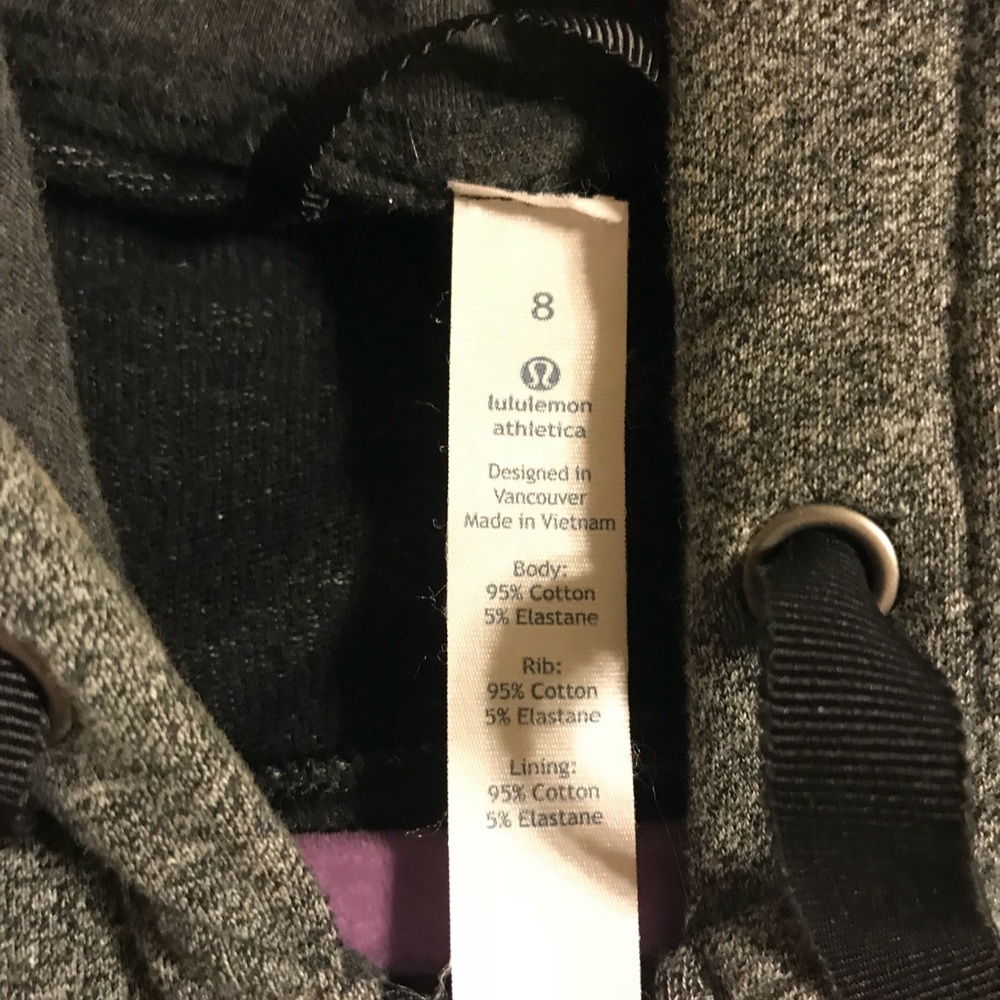 8
lululemon
athletica
Designed in
Vancouver
Made in Vietnam
Body:
95% Cotton
5% Elastane
Rib:
95% Cotton
5% Elastane
Lining:
95% Cotton
5% Elastane